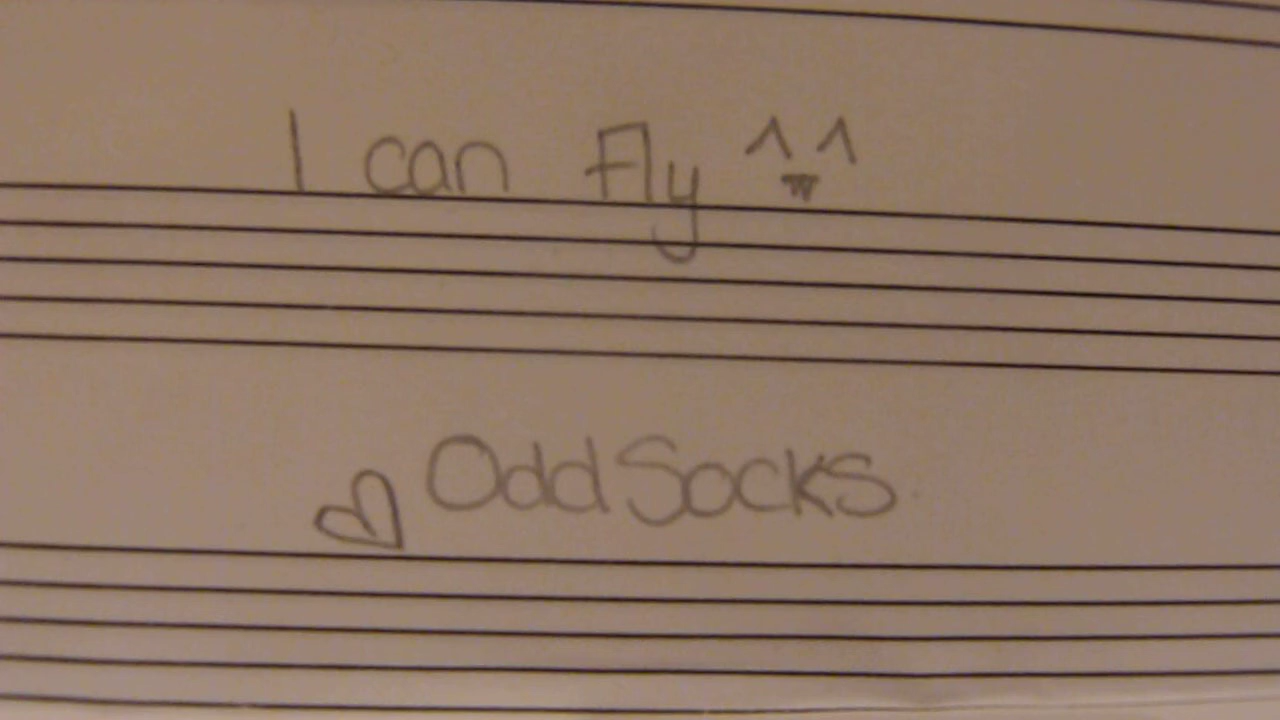 I can Fly ^.^
♡ OddSocks